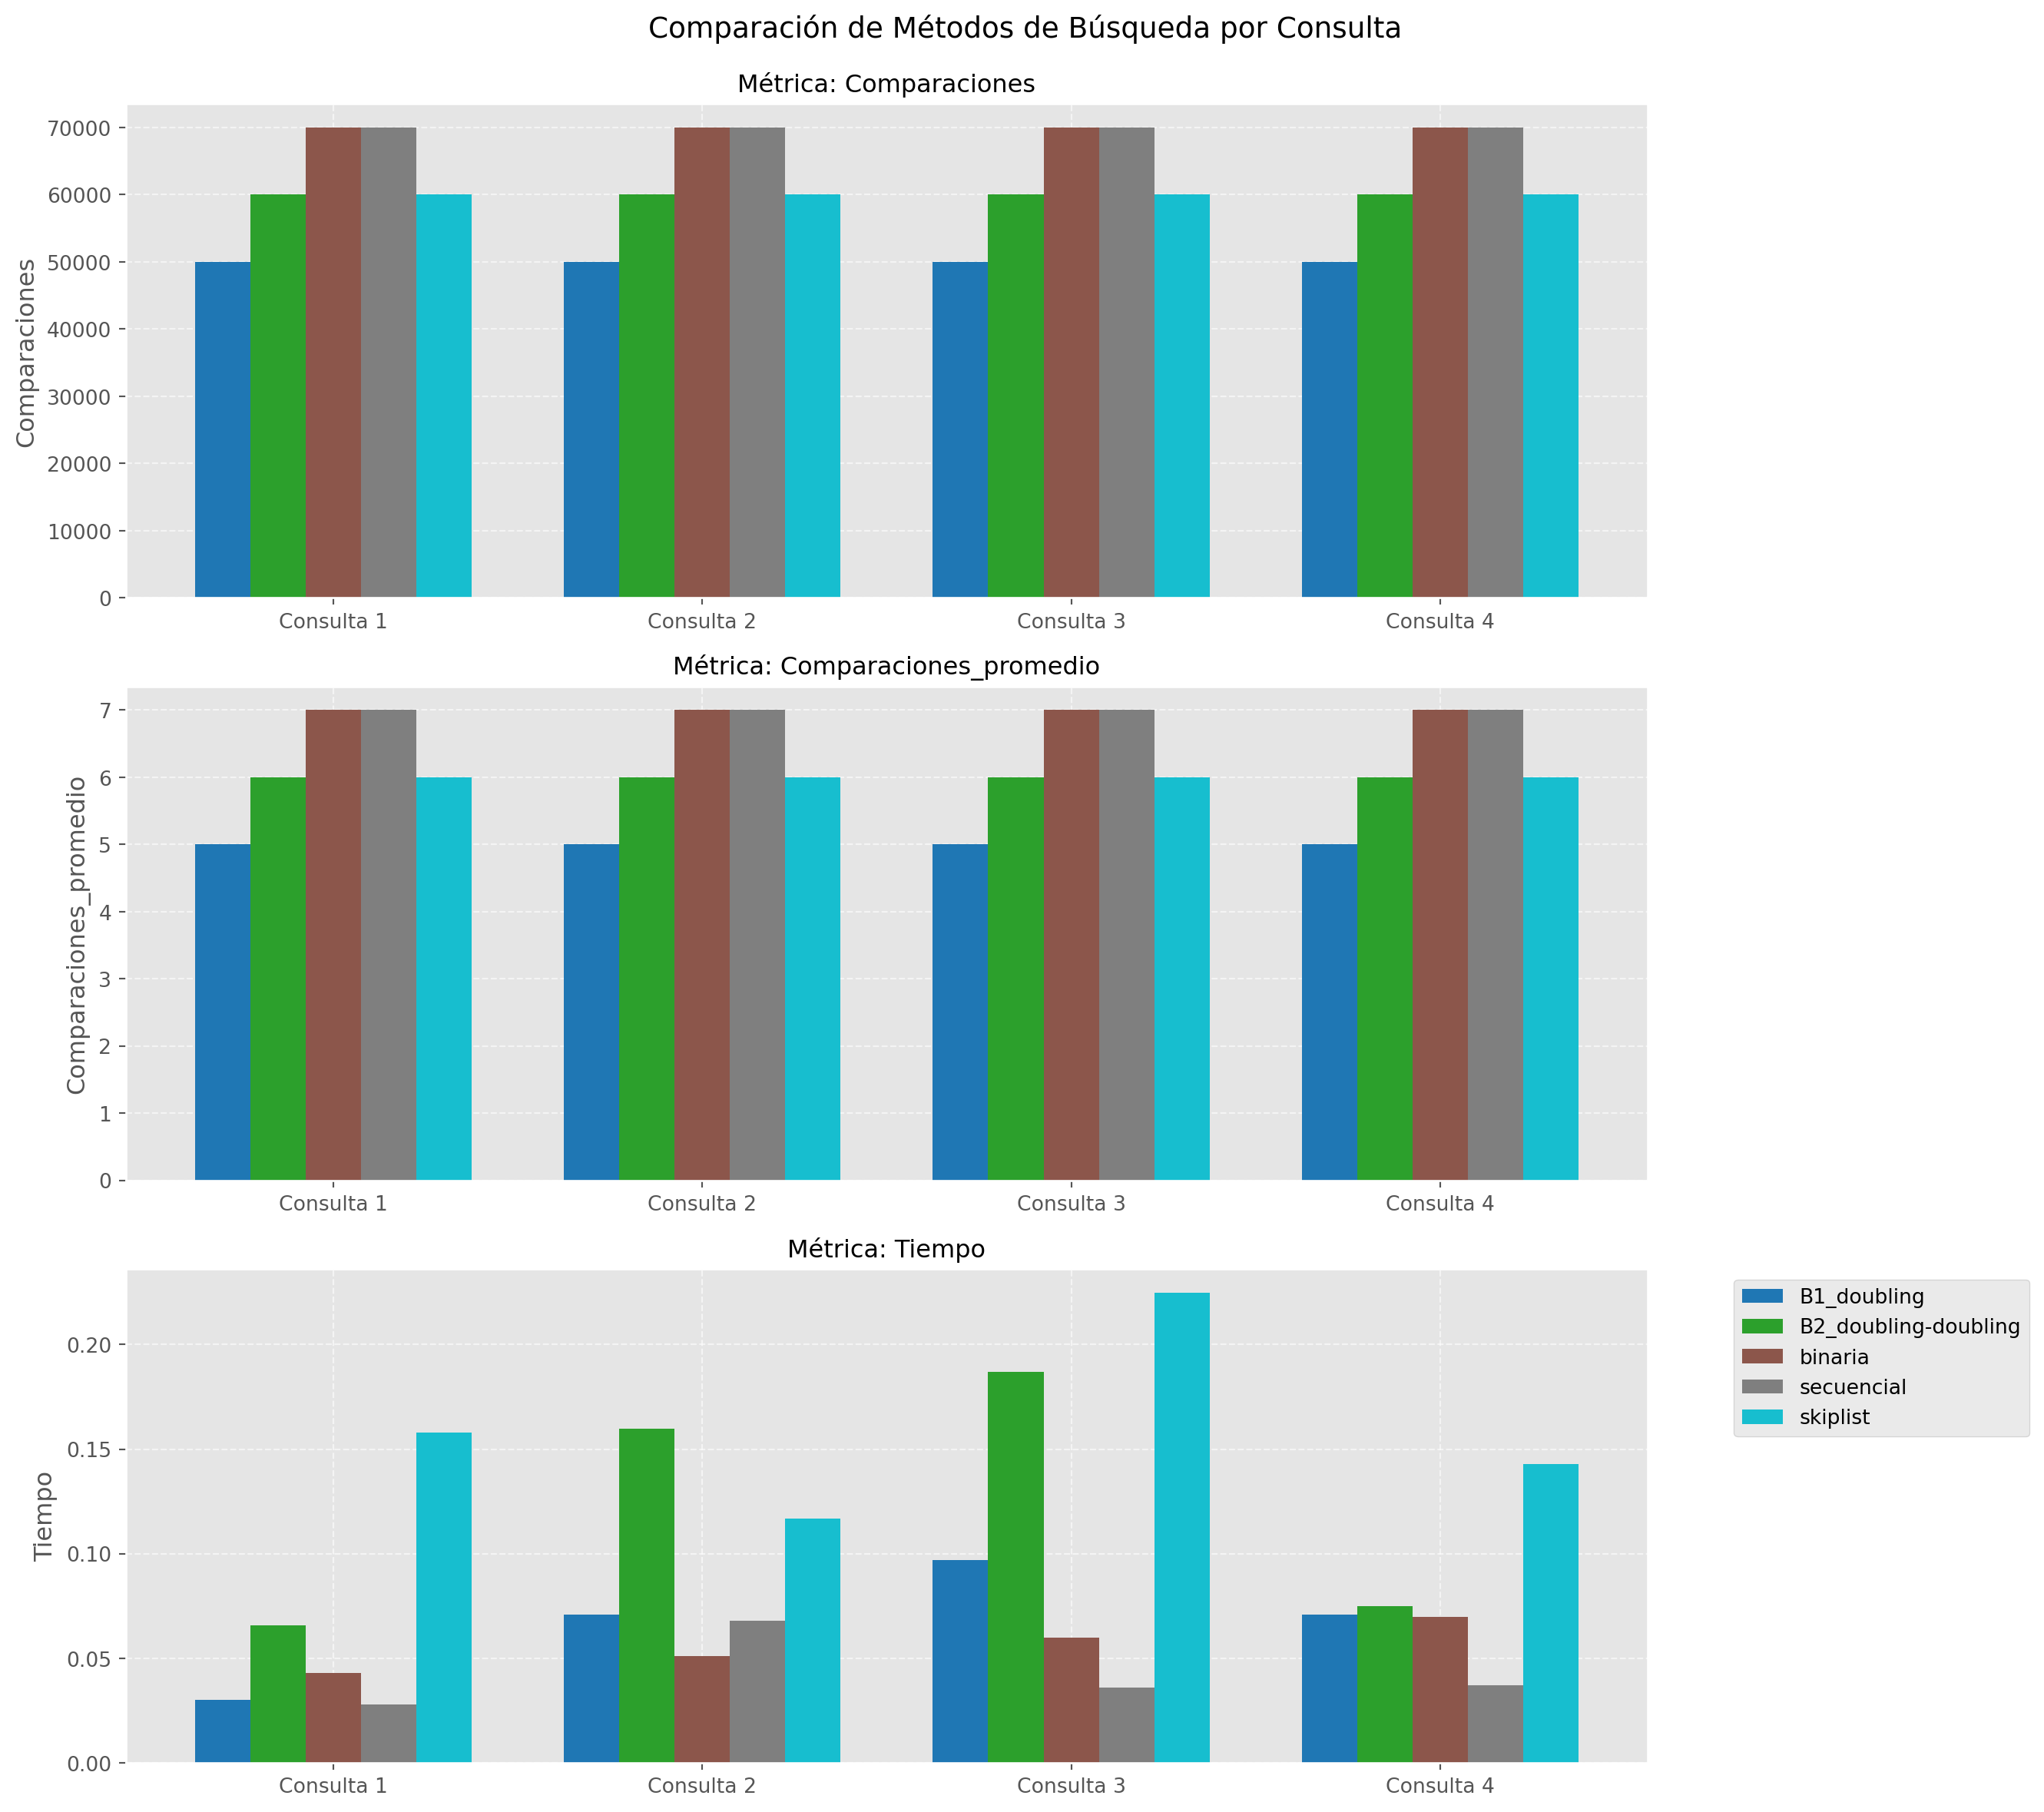 Comparación de Métodos de Búsqueda por Consulta
Métrica: Comparaciones
Comparaciones
70000
60000
50000
40000
30000
20000
10000
0
Consulta 1 Consulta 2 Consulta 3 Consulta 4
Métrica: Comparaciones_promedio
Comparaciones_promedio
7
6
5
4
3
2
1
0
Consulta 1 Consulta 2 Consulta 3 Consulta 4
Métrica: Tiempo
Tiempo
0.20
0.15
0.10
0.05
0.00
Consulta 1 Consulta 2 Consulta 3 Consulta 4
B1_doubling
B2_doubling-doubling
binaria
secuencial
skiplist